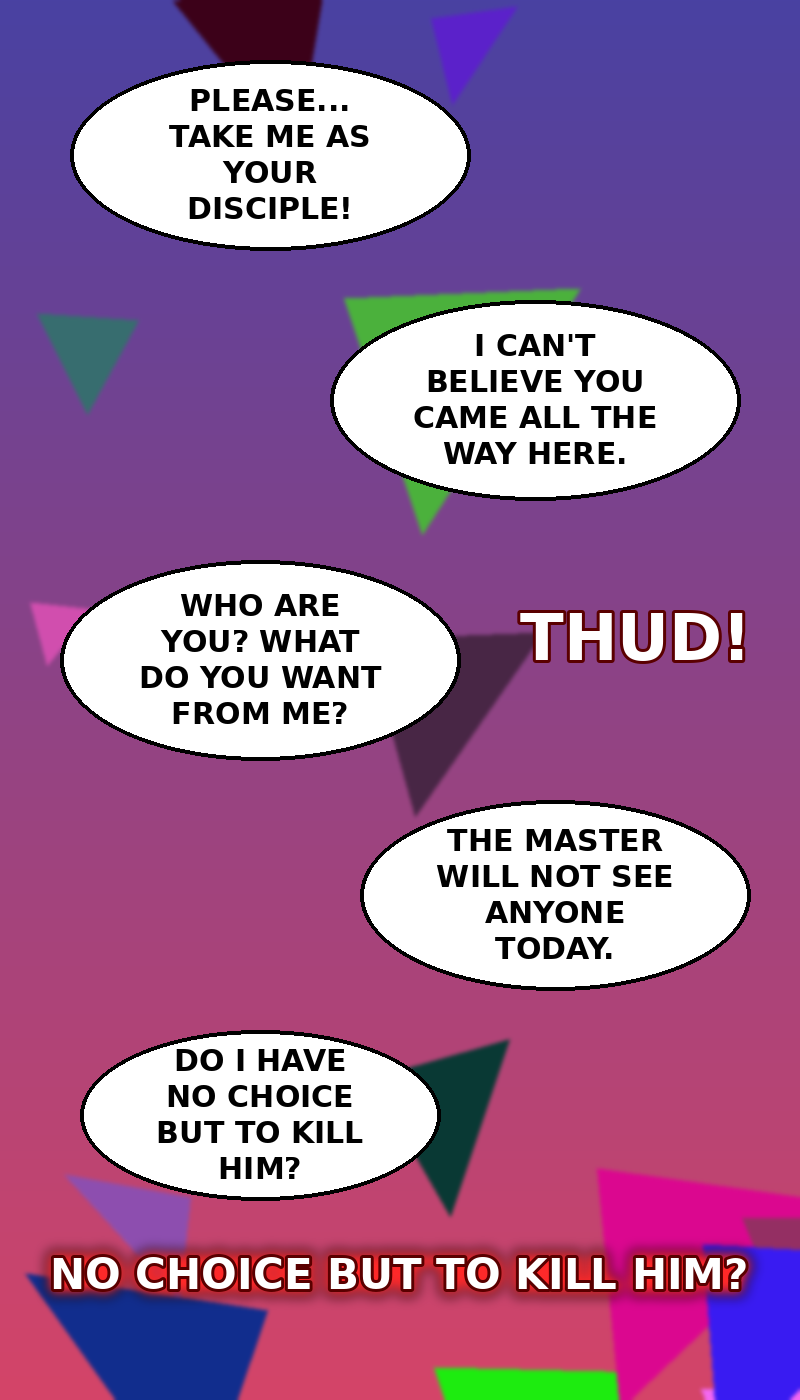 PLEASE...
TAKE ME AS
YOUR
DISCIPLE!
I CAN'T
BELIEVE YOU
CAME ALL THE
WAY HERE.
WHO ARE
YOU? WHAT
DO YOU WANT
FROM ME?
THUD!
THE MASTER
WILL NOT SEE
ANYONE
TODAY.
DO I HAVE
NO CHOICE
BUT TO KILL
HIM?
NO CHOICE BUT TO KILL HIM?